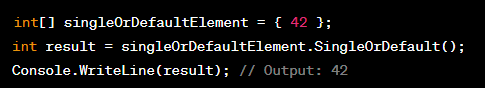 int[] singleOrDefaultElement = { 42 };
int result = singleOrDefaultElement.SingleOrDefault();
Console.WriteLine(result); // Output: 42